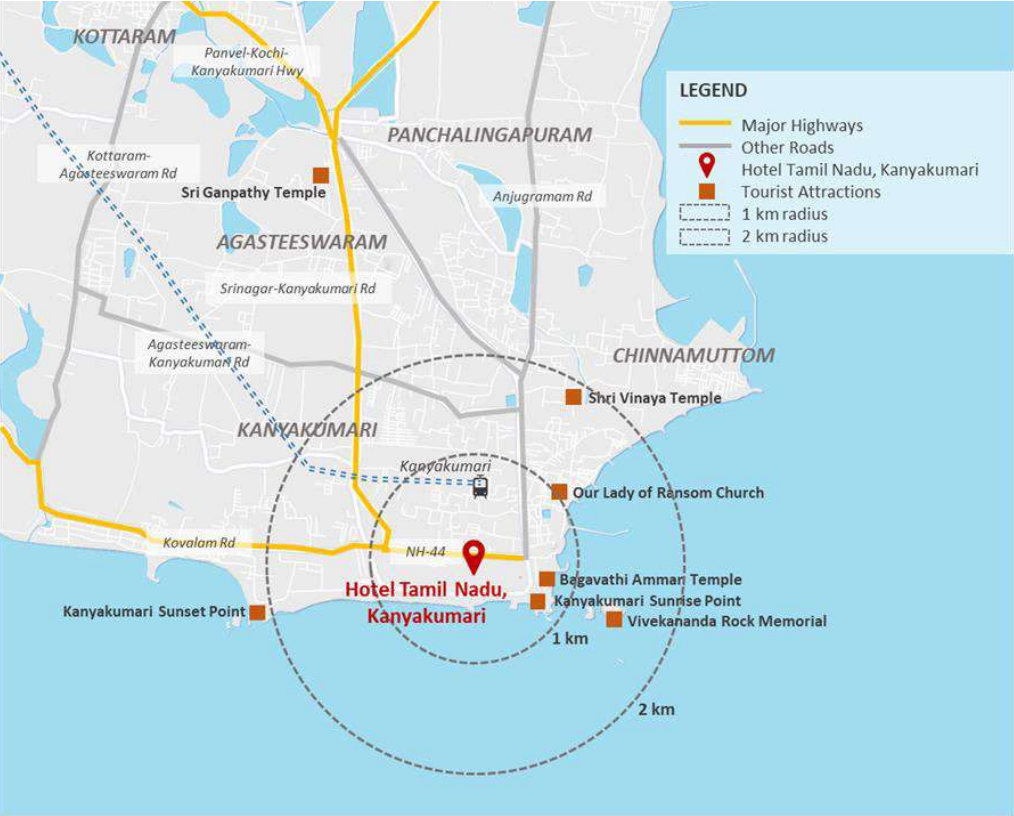 KOTTARAM
Panvel-Kochi-
Kanyakumari Hwy
LEGEND
Major Highways
Other Roads
Hotel Tamil Nadu, Kanyakumari
Tourist Attractions
1 km radius
2 km radius
PANCHALINGAPURAM
Kottaram-
Agasteeswaram Rd
Sri Ganpathy Temple
Anjugramam Rd
AGASTEESWARAM
Srinagar-Kanyakumari Rd
Agasteeswaram-
Kanyakumari Rd
CHINNAMUTTOM
Shri Vinaya Temple
KANYAKUMARI
Kanyakumari
Our Lady of Ransom Church
Kovalam Rd
NH-44
Hotel Tamil Nadu,
Kanyakumari
Bagavathi Amman Temple
Kanyakumari Sunrise Point
Kanyakumari Sunset Point
Vivekananda Rock Memorial
1 km
2 km